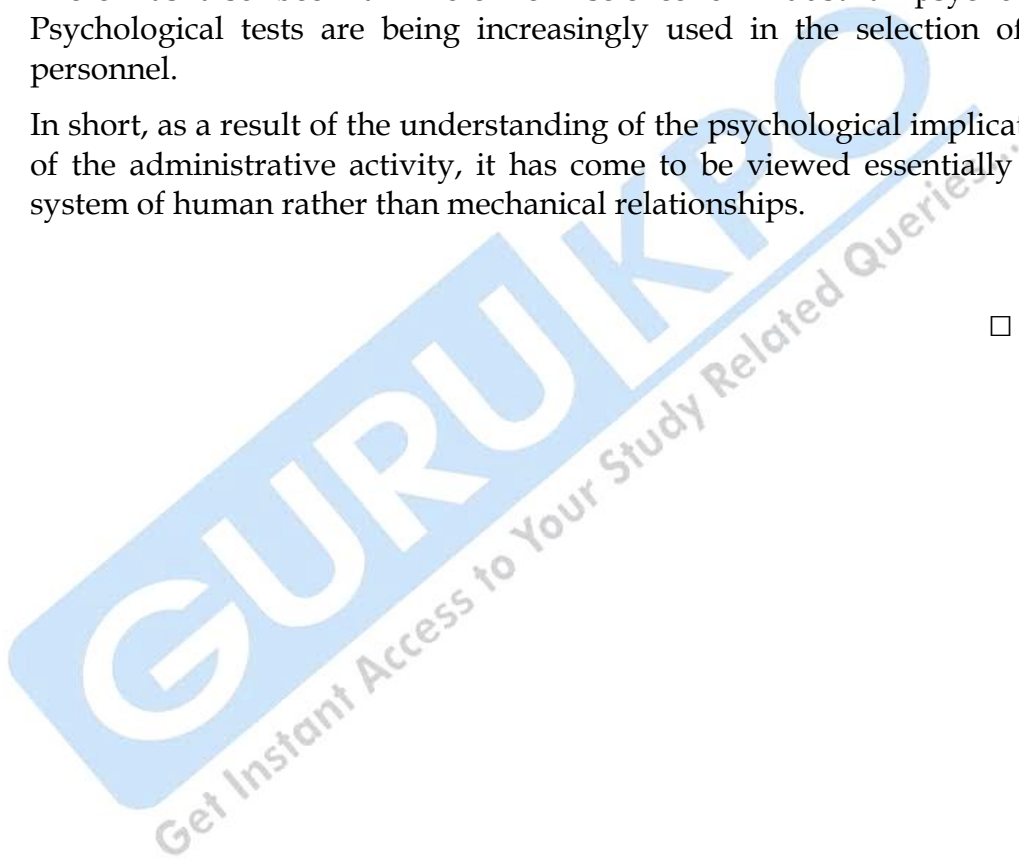 Psychological tests are being increasingly used in the selection of
personnel.
In short, as a result of the understanding of the psychological
of the administrative activity, it has come to be viewed essentially
system of human rather than mechanical relationships.
GURUKPO
Get Instant Access to Your Study Related Queries...